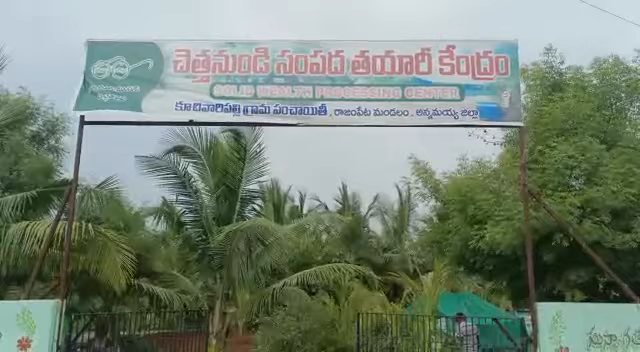 చెత్తనుండి సంపద తయారీ కేంద్రం
SOLID WEALTH PROCESSING CENTER
కూచివారిపల్లి గ్రామ పంచాయితీ , రాజంపేట మండలం., అన్నమయ్య జిల్లా